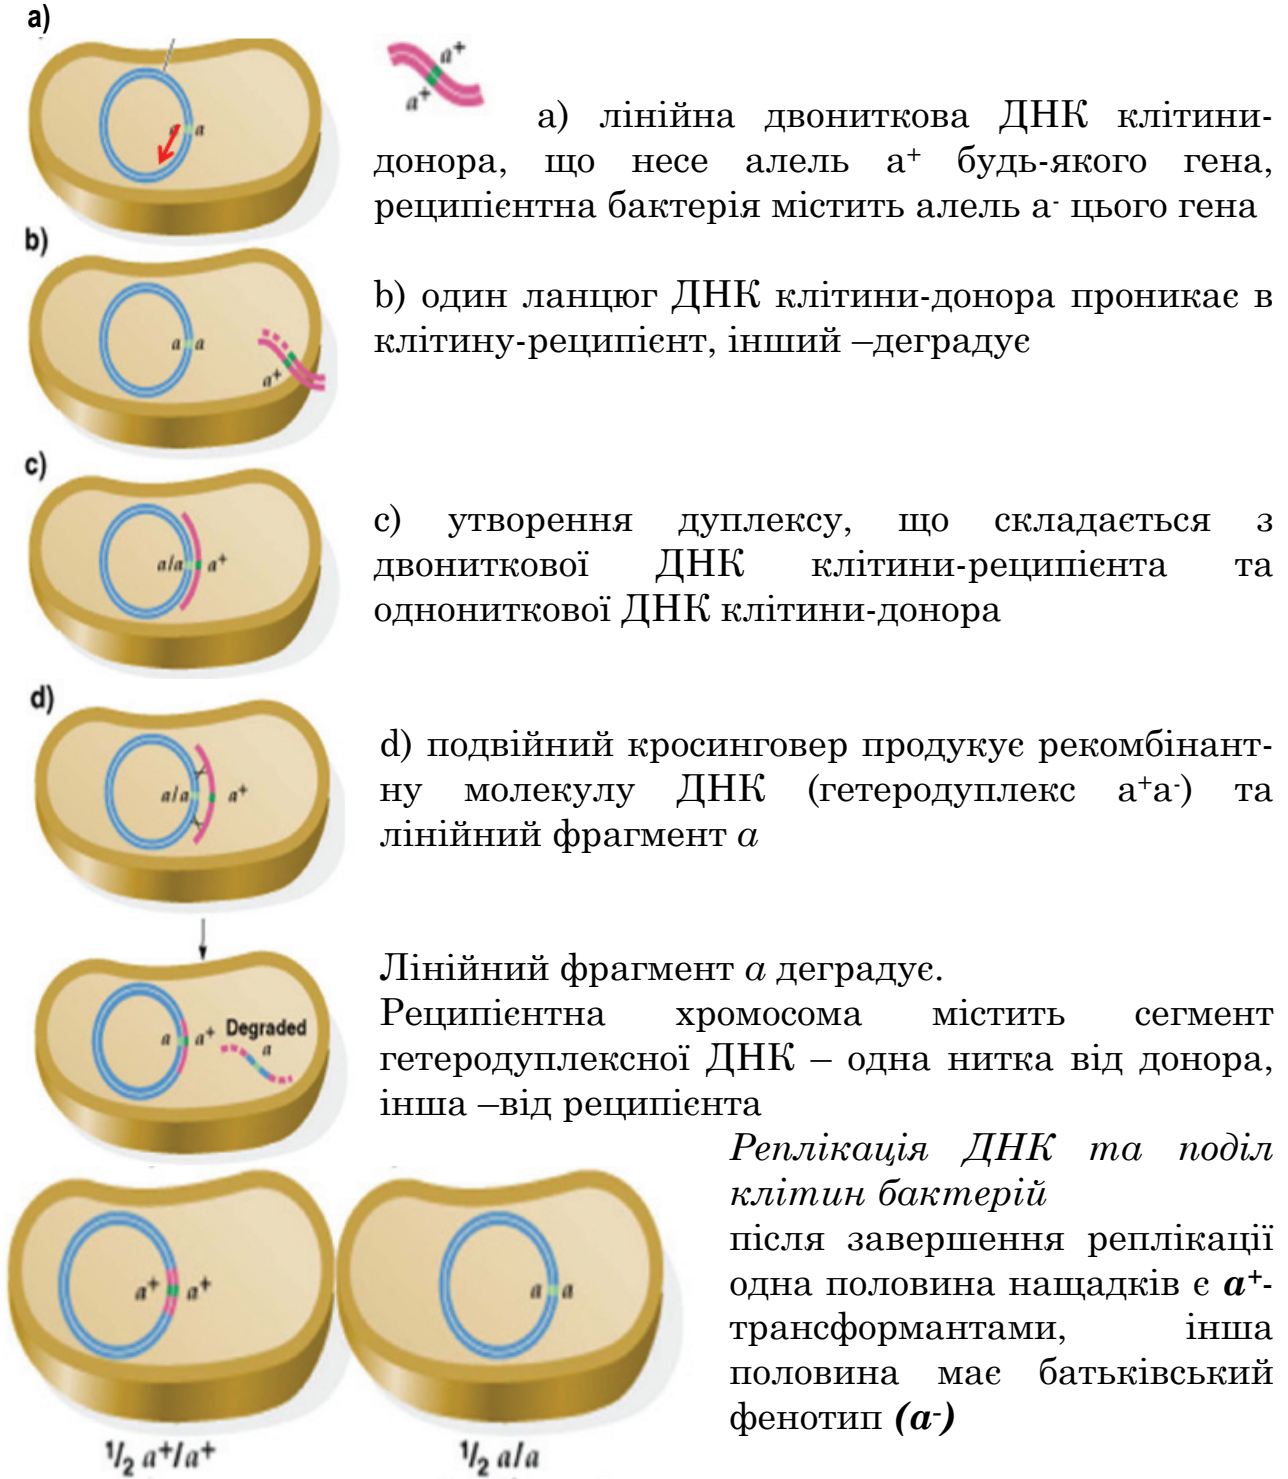 a)
a⁺
a⁺
a a
а) лінійна двониткова ДНК клітини-
донора, що несе алель а⁺ будь-якого гена,
реципієнтна бактерія містить алель а⁻ цього гена
b)
a a
a⁺
b) один ланцюг ДНК клітини-донора проникає в
клітину-реципієнт, інший –деградує
c)
a/a a⁺
с) утворення дуплексу, що складається з
двониткової ДНК клітини-реципієнта та
однониткової ДНК клітини-донора
d)
a/a a⁺
d) подвійний кросинговер продукує рекомбінант-
ну молекулу ДНК (гетеродуплекс а⁺а⁻) та
лінійний фрагмент а
a a⁺ Degraded
a
Лінійний фрагмент а деградує.
Реципієнтна хромосома містить сегмент
гетеродуплексної ДНК – одна нитка від донора,
інша –від реципієнта
Реплікація ДНК та поділ
клітин бактерій
після завершення реплікації
одна половина нащадків є а⁺-
трансформантами, інша
половина має батьківський
фенотип (а⁻)
a⁺ a⁺
a a
1/2 a⁺/a⁺
1/2 a/a